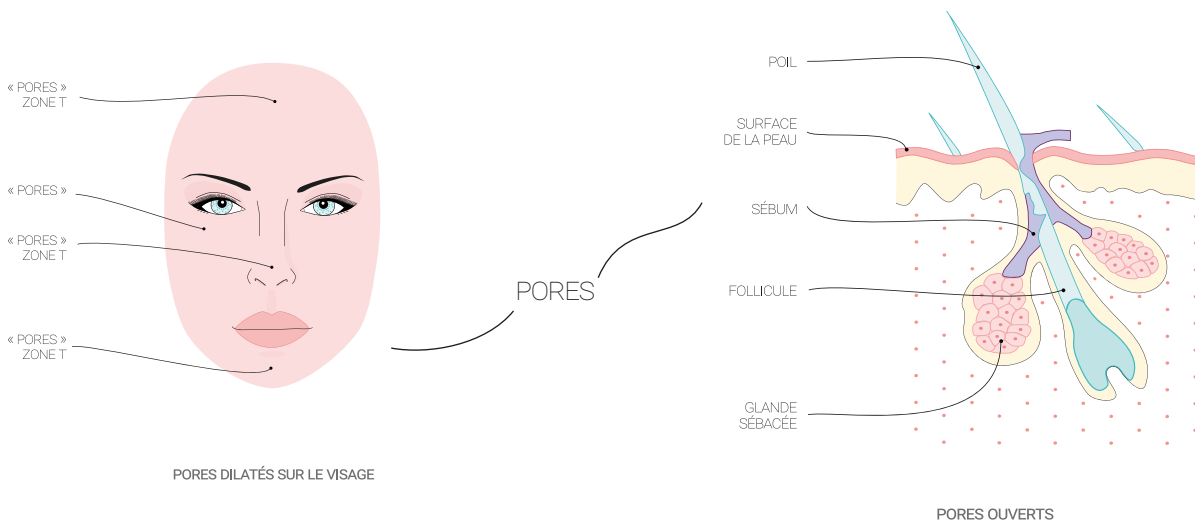 « PORES »
ZONE T
« PORES »
« PORES »
ZONE T
« PORES »
ZONE T
PORES DILATÉS SUR LE VISAGE
PORES
POIL
SURFACE
DE LA PEAU
SÉBUM
FOLLICULE
GLANDE
SÉBACÉE
PORES OUVERTS